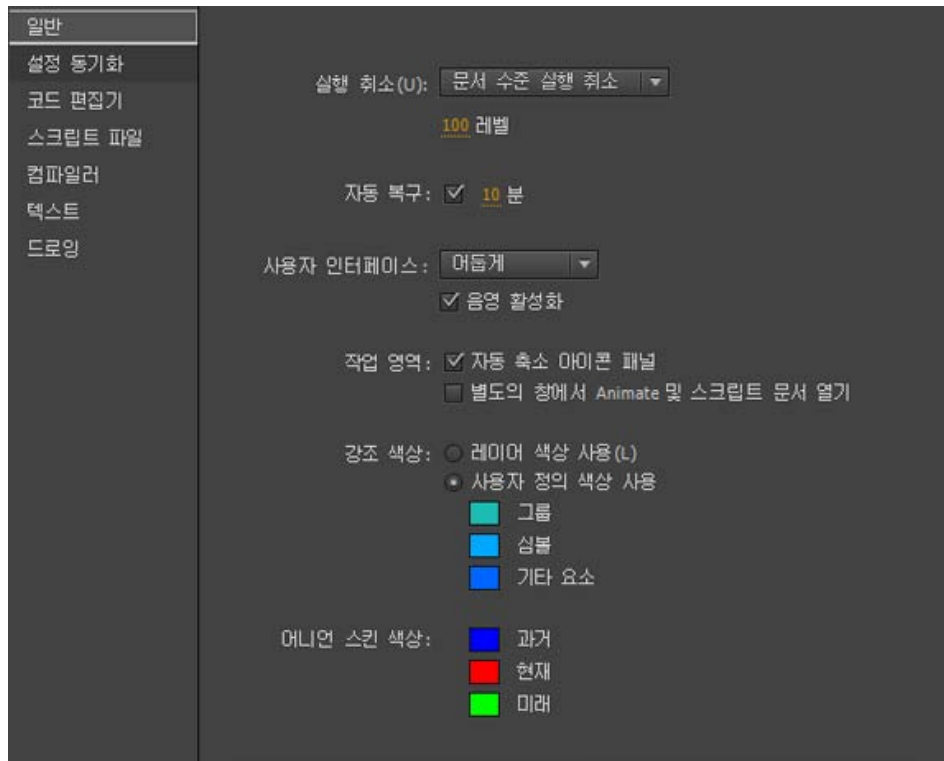 일반
설정 동기화
코드 편집기
스크립트 파일
컴파일러
텍스트
드로잉
실행 취소(U): 문서 수준 실행 취소
100 레벨
자동 복구: 10 분
사용자 인터페이스: 어둡게
음영 활성화
작업 영역: 자동 축소 아이콘 패널
별도의 창에서 Animate 및 스크립트 문서 열기
강조 색상: 레이어 색상 사용(L)
사용자 정의 색상 사용
그룹
심볼
기타 요소
어니언 스킨 색상: 과거
현재
미래